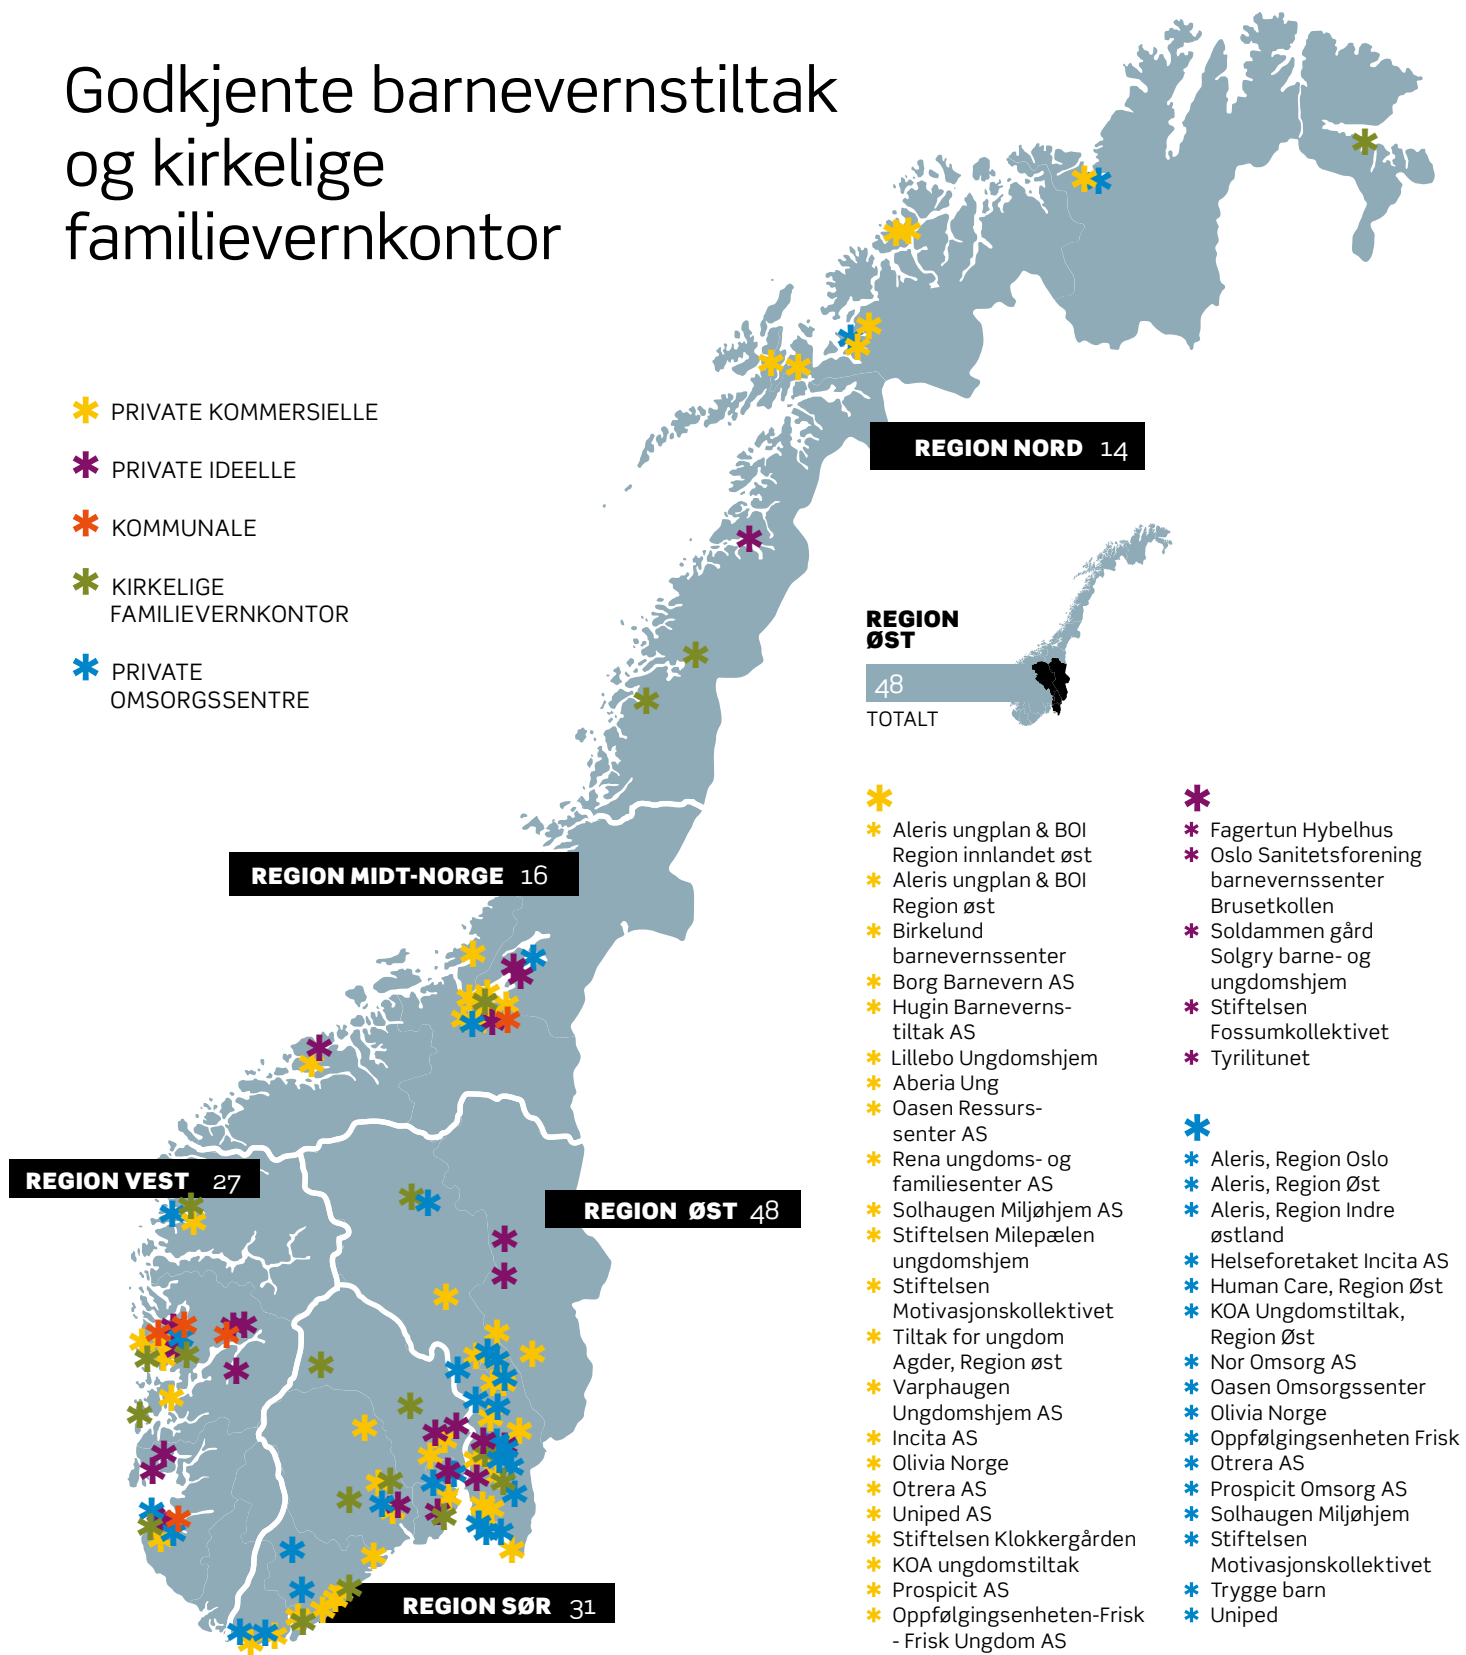 Godkjente barnevernstiltak
og kirkelige
familievernkontor
PRIVATE KOMMERSIELLE
PRIVATE IDEELLE
KOMMUNALE
KIRKELIGE
FAMILIEVERNKONTOR
PRIVATE
OMSORGSSENTRE
REGION NORD 14
REGION MIDT-NORGE 16
REGION VEST 27
REGION ØST 48
REGION SØR 31
REGION
ØST
48
TOTALT
Aleris ungplan & BOI
Region innlandet øst
Aleris ungplan & BOI
Region øst
Birkelund
barnevernssenter
Borg Barnevern AS
Hugin Barneverns-
tiltak AS
Lillebo Ungdomshjem
Aberia Ung
Oasen Ressurs-
senter AS
Rena ungdoms- og
familiesenter AS
Solhaugen Miljøhjem AS
Stiftelsen Milepælen
ungdomshjem
Stiftelsen
Motivasjonskollektivet
Tiltak for ungdom
Agder, Region øst
Varphaugen
Ungdomshjem AS
Incita AS
Olivia Norge
Otrera AS
Uniped AS
Stiftelsen Klokkergården
KOA ungdomstiltak
Prospicit AS
Oppfølgingsenheten-Frisk
- Frisk Ungdom AS
Fagertun Hybelhus
Oslo Sanitetsforening
barnevernssenter
Brusetkollen
Soldammen gård
Solgry barne- og
ungdomshjem
Stiftelsen
Fossumkollektivet
Tyrilitunet
Aleris, Region Oslo
Aleris, Region Øst
Aleris, Region Indre
østland
Helseforetaket Incita AS
Human Care, Region Øst
KOA Ungdomstiltak,
Region Øst
Nor Omsorg AS
Oasen Omsorgssenter
Olivia Norge
Oppfølgingsenheten Frisk
Otrera AS
Prospicit Omsorg AS
Solhaugen Miljøhjem
Stiftelsen
Motivasjonskollektivet
Trygge barn
Uniped